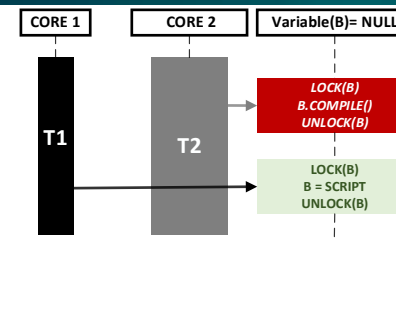 CORE 1
CORE 2
Variable(B)= NULL
LOCK(B)
B.COMPILE()
UNLOCK(B)
T1
T2
LOCK(B)
B = SCRIPT
UNLOCK(B)